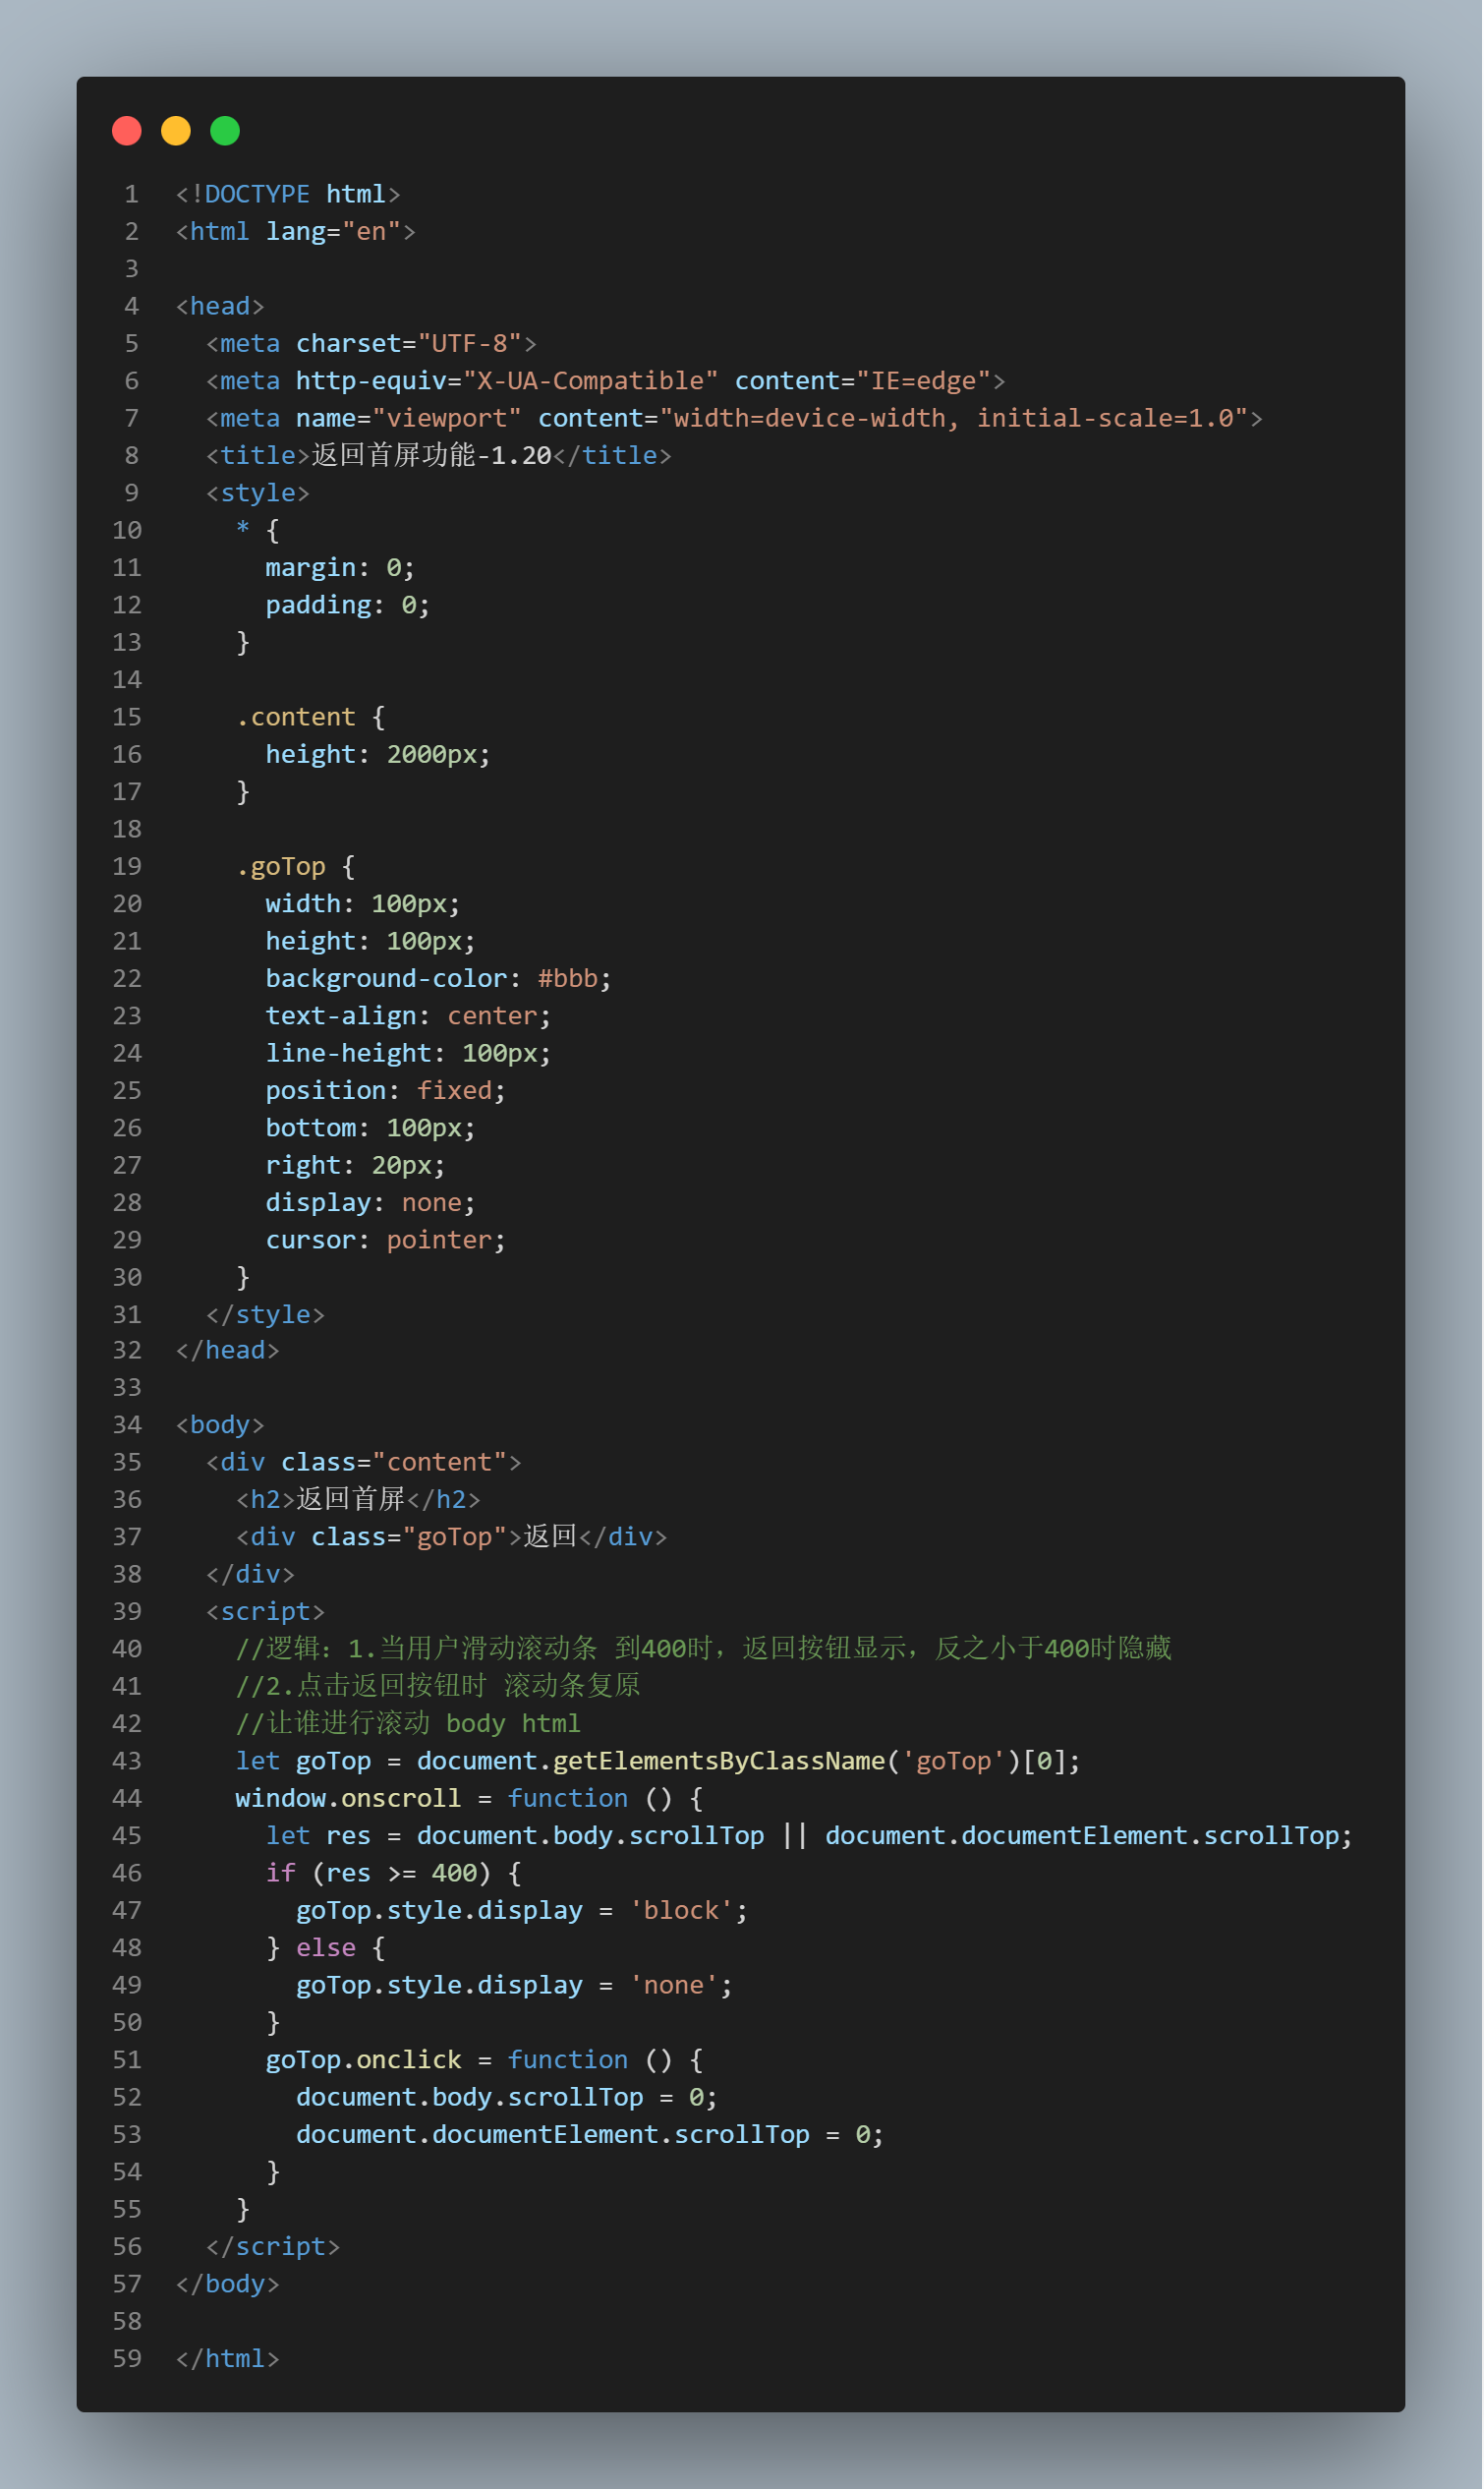 1 <!DOCTYPE html>
2 <html lang="en">
3
4 <head>
5   <meta charset="UTF-8">
6   <meta http-equiv="X-UA-Compatible" content="IE=edge">
7   <meta name="viewport" content="width=device-width, initial-scale=1.0">
8   <title>返回首屏功能-1.20</title>
9   <style>
10     * {
11       margin: 0;
12       padding: 0;
13     }
14
15     .content {
16       height: 2000px;
17     }
18
19     .goTop {
20       width: 100px;
21       height: 100px;
22       background-color: #bbb;
23       text-align: center;
24       line-height: 100px;
25       position: fixed;
26       bottom: 100px;
27       right: 20px;
28       display: none;
29       cursor: pointer;
30     }
31   </style>
32 </head>
33
34 <body>
35   <div class="content">
36     <h2>返回首屏</h2>
37     <div class="goTop">返回</div>
38   </div>
39   <script>
40     //逻辑：1.当用户滑动滚动条 到400时，返回按钮显示，反之小于400时隐藏
41     //2.点击返回按钮时 滚动条复原
42     //让谁进行滚动 body html
43     let goTop = document.getElementsByClassName('goTop')[0];
44     window.onscroll = function () {
45       let res = document.body.scrollTop || document.documentElement.scrollTop;
46       if (res >= 400) {
47         goTop.style.display = 'block';
48       } else {
49         goTop.style.display = 'none';
50       }
51       goTop.onclick = function () {
52         document.body.scrollTop = 0;
53         document.documentElement.scrollTop = 0;
54       }
55     }
56   </script>
57 </body>
58
59 </html>